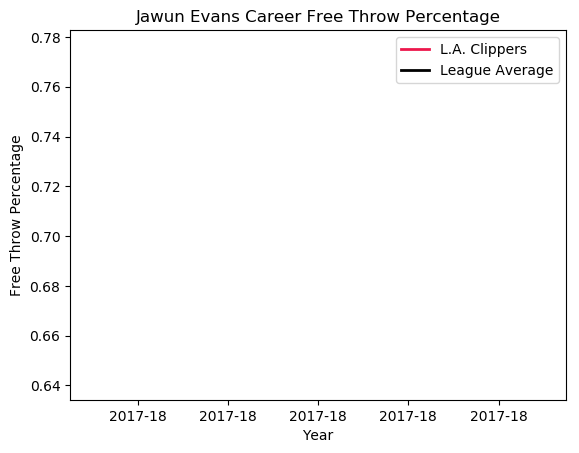 Jawun Evans Career Free Throw Percentage
L.A. Clippers
League Average
Free Throw Percentage
0.78
0.76
0.74
0.72
0.70
0.68
0.66
0.64
2017-18 2017-18 2017-18 2017-18 2017-18
Year